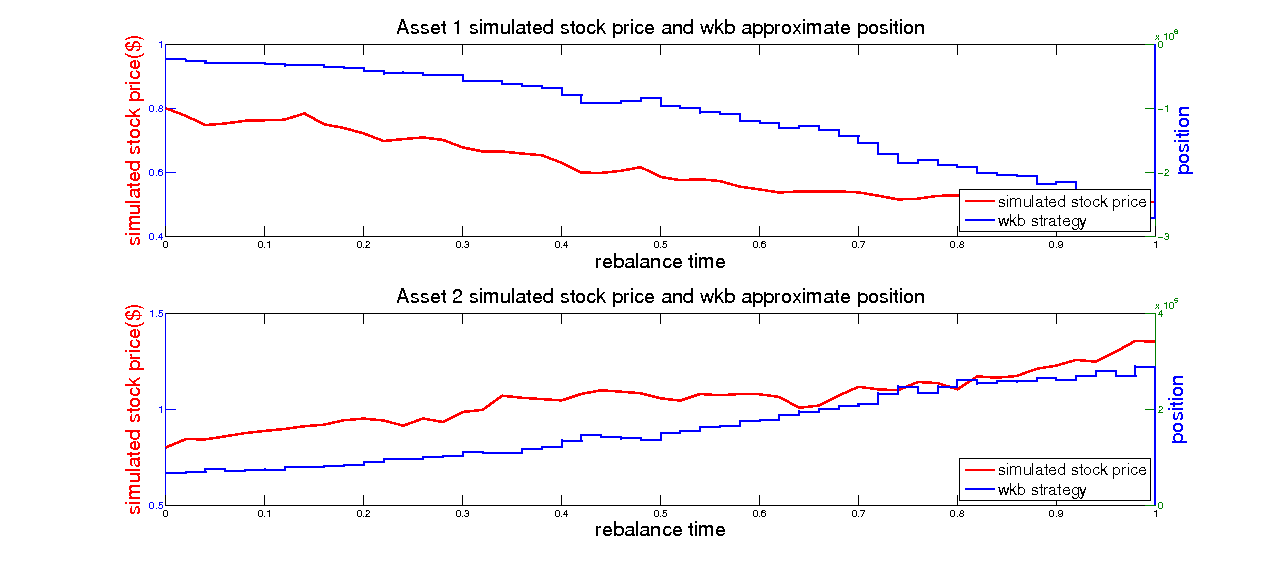 Asset 1 simulated stock price and wkb approximate position
simulated stock price($)
1
0.8
0.6
0.4
0
-1
-2
-3
position
simulated stock price
wkb strategy
0 0.1 0.2 0.3 0.4 0.5 0.6 0.7 0.8 0.9 1
rebalance time
Asset 2 simulated stock price and wkb approximate position
simulated stock price($)
1.5
1
0.5
4
2
0
position
simulated stock price
wkb strategy
0 0.1 0.2 0.3 0.4 0.5 0.6 0.7 0.8 0.9 1
rebalance time